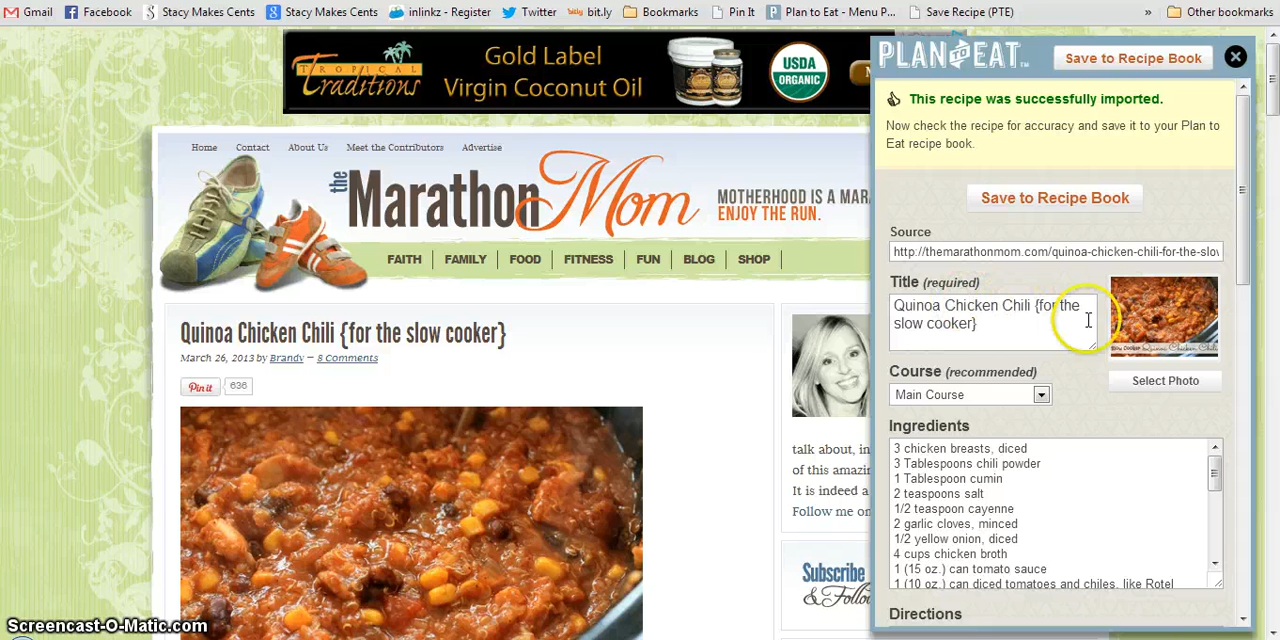 Gmail Facebook Stacy Makes Cents Stacy Makes Cents inlinkz - Register Twitter bitly bit.ly Bookmarks Pin It Plan to Eat - Menu P... Save Recipe (PTE) » Other bookmarks
TROPICAL
TRADITIONS
Gold Label
Virgin Coconut Oil
USDA
ORGANIC
Home Contact About Us Meet the Contributors Advertise
the Marathon Mom
MOTHERHOOD IS A MARA
ENJOY THE RUN.
FAITH FAMILY FOOD FITNESS FUN BLOG SHOP
Quinoa Chicken Chili {for the slow cooker}
March 26, 2013 by Brandy — 8 Comments
Pin it 636
talk about, in
of this amazin
It is indeed a
Follow me on
Subscribe
& Follow
PLAN TO EAT
Save to Recipe Book
This recipe was successfully imported.
Now check the recipe for accuracy and save it to your Plan to
Eat recipe book.
Save to Recipe Book
Source
http://themarathonmom.com/quinoa-chicken-chili-for-the-slov
Title (required)
Quinoa Chicken Chili {for the
slow cooker}
Slow Cooker Quinoa Chicken Chili
Select Photo
Course (recommended)
Main Course
Ingredients
3 chicken breasts, diced
3 Tablespoons chili powder
1 Tablespoon cumin
2 teaspoons salt
1/2 teaspoon cayenne
2 garlic cloves, minced
1/2 yellow onion, diced
4 cups chicken broth
1 (15 oz.) can tomato sauce
1 (10 oz.) can diced tomatoes and chiles, like Rotel
Directions
Screencast-O-Matic.com